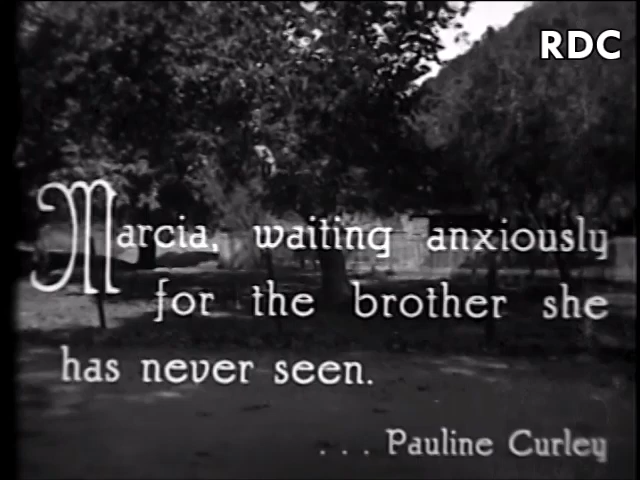 RDC
Marcia, waiting anxiously
for the brother she
has never seen.
... Pauline Curley